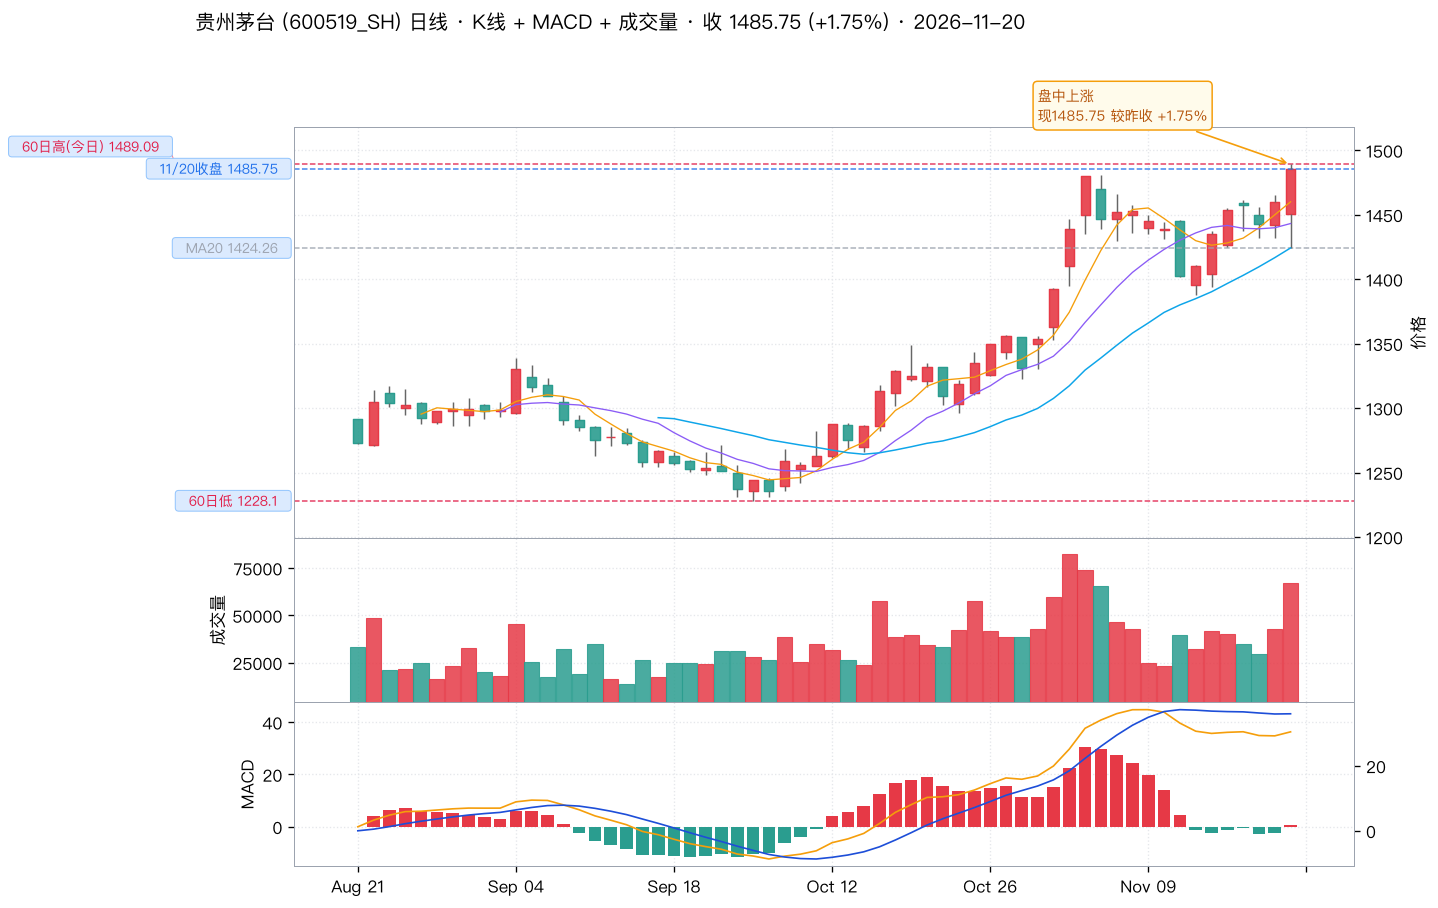 贵州茅台 (600519_SH) 日线 · K线 + MACD + 成交量 · 收 1485.75 (+1.75%) · 2026−11−20
盘中上涨
现1485.75 较昨收 +1.75%
60日高(今日) 1489.09
11/20收盘 1485.75
MA20 1424.26
60日低 1228.1
1500
1450
1400
1350
1300
1250
1200
价格
75000
50000
25000
成交量
40
20
0
MACD
20
0
Aug 21
Sep 04
Sep 18
Oct 12
Oct 26
Nov 09